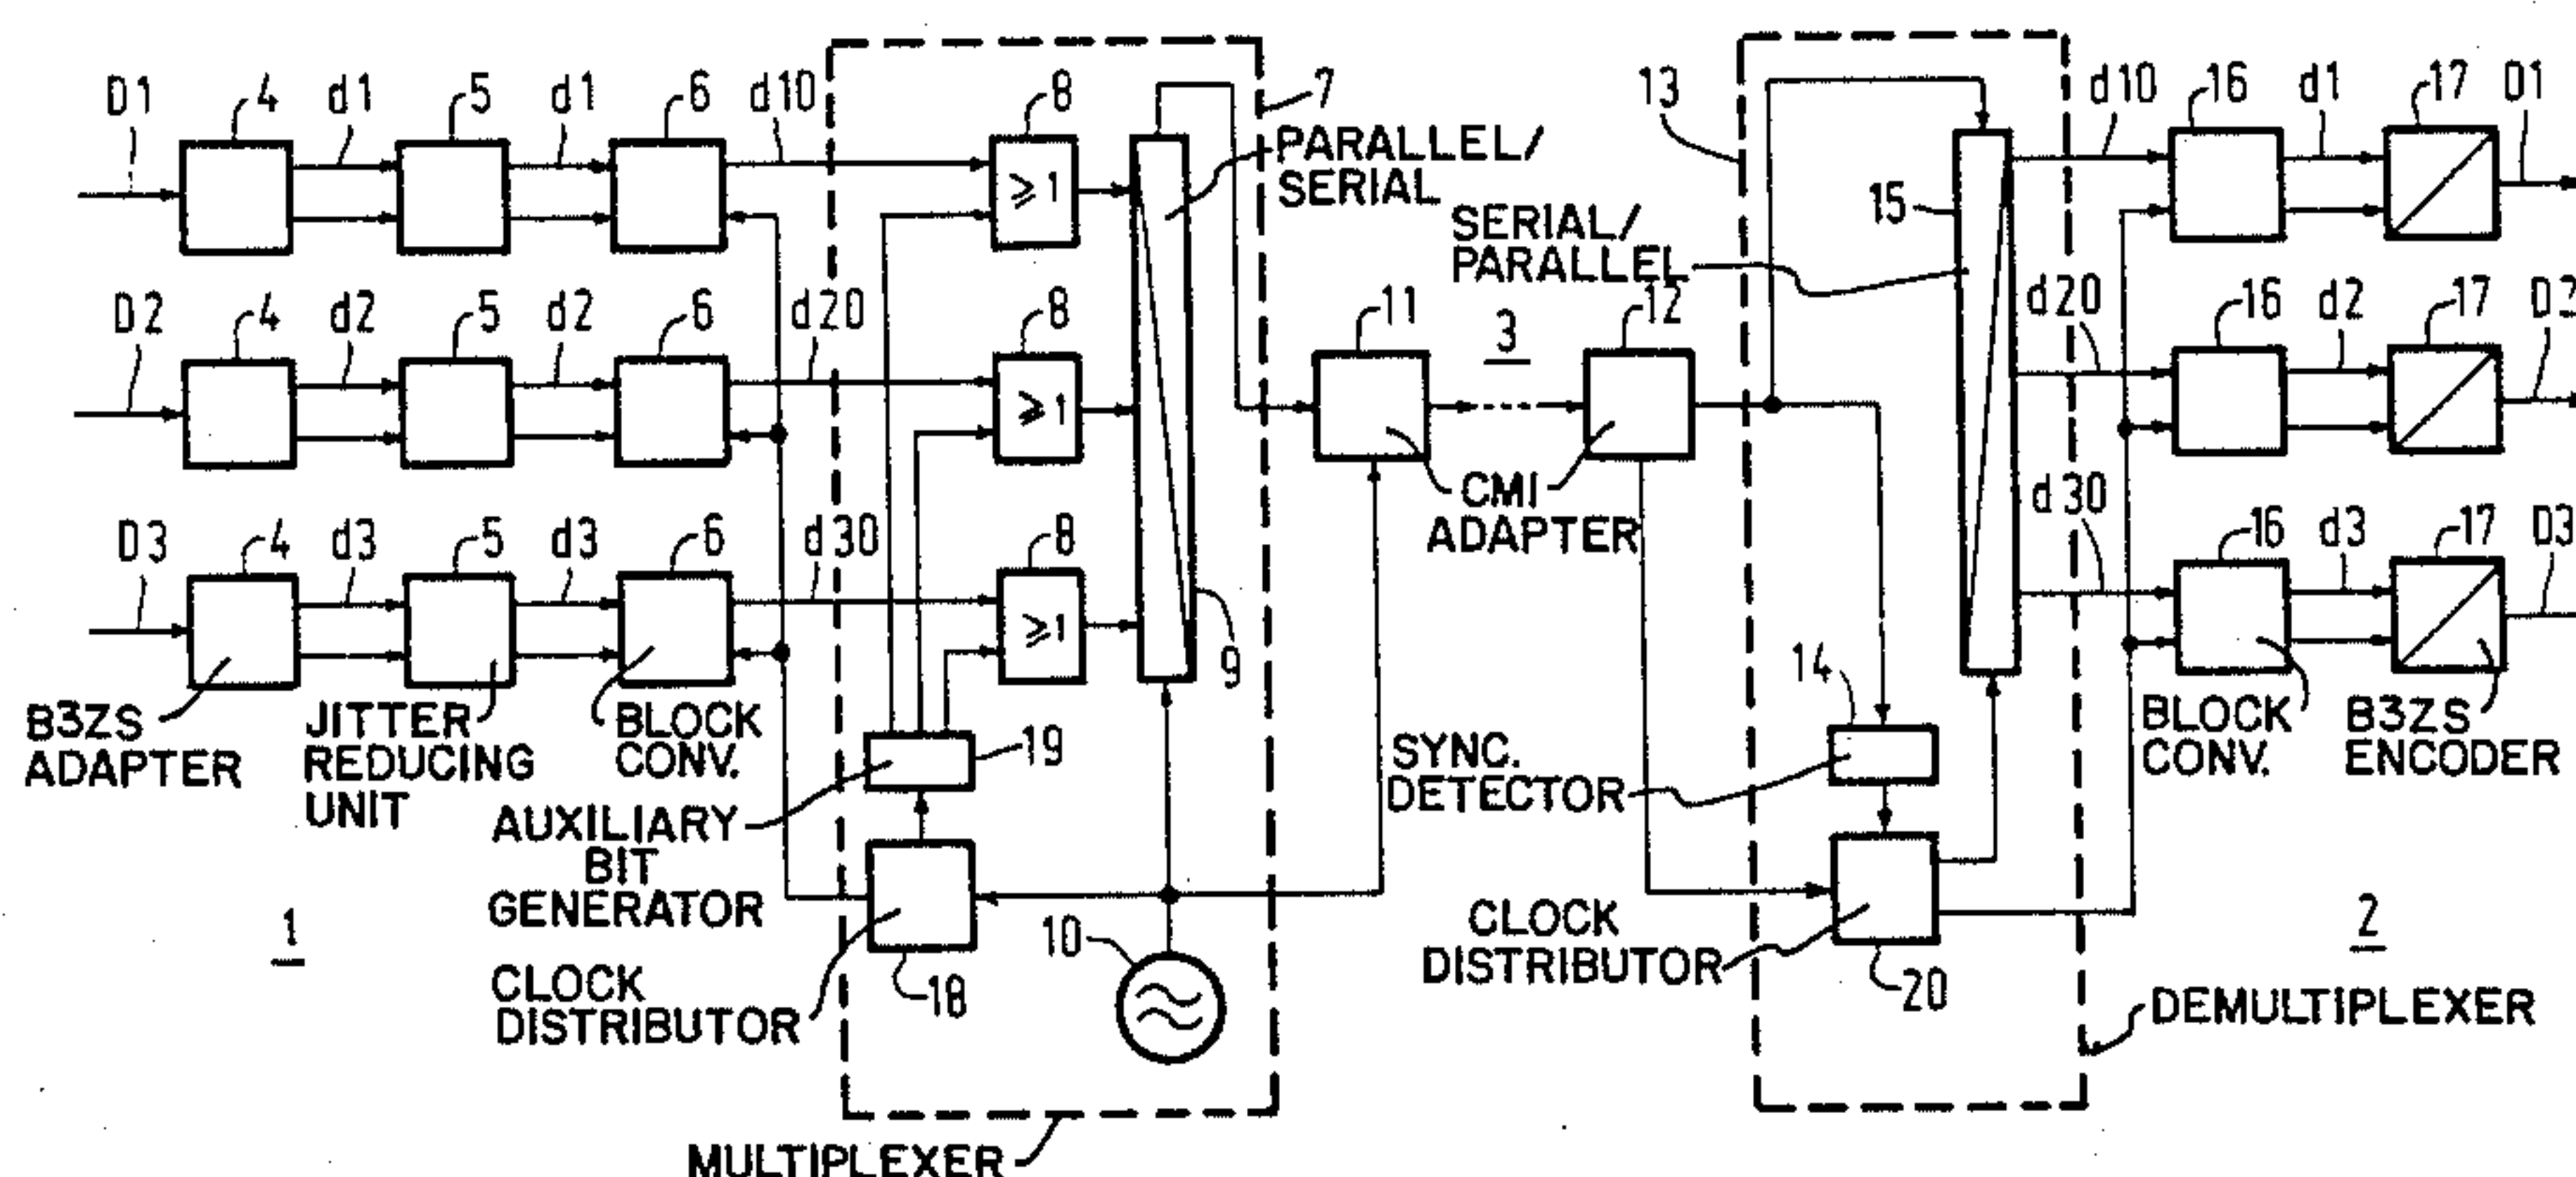 D1 4 d1 5 d1 6 d10 8 7 13 d10 16 d1 17 D1
PARALLEL/
SERIAL
≥1
SERIAL/
PARALLEL
15
D2 4 d2 5 d2 6 d20 8 11 3 12 d20 16 d2 17 D2
≥1
D3 4 d3 5 d3 6 d30 8 9 d30 16 d3 17 D3
≥1
CMI
ADAPTER
14
B3ZS
ADAPTER
JITTER
REDUCING
UNIT
BLOCK
CONV.
19
SYNC.
DETECTOR
BLOCK
CONV.
B3ZS
ENCODER
AUXILIARY
BIT
GENERATOR
1
10
CLOCK
DISTRIBUTOR
18
CLOCK
DISTRIBUTOR
20
2
DEMULTIPLEXER
MULTIPLEXER